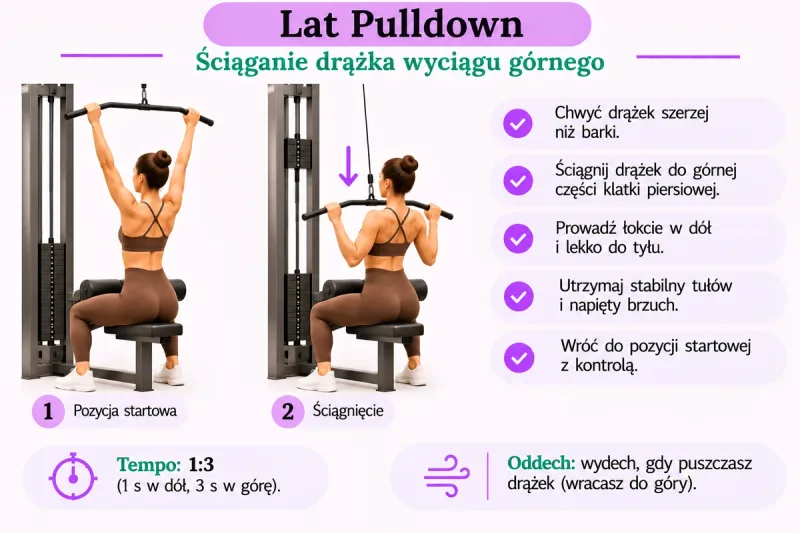 Lat Pulldown
Ściąganie drążka wyciągu górnego
Chwyć drążek szerzej
niż barki.
Ściągnij drążek do górnej
części klatki piersiowej.
Prowadź łokcie w dół
i lekko do tyłu.
Utrzymaj stabilny tułów
i napięty brzuch.
Wróć do pozycji startowej
z kontrolą.
1 Pozycja startowa
2 Ściągnięcie
Tempo: 1:3
(1 s w dół, 3 s w górę).
Oddech: wydech, gdy puszczasz
drążek (wracasz do góry).